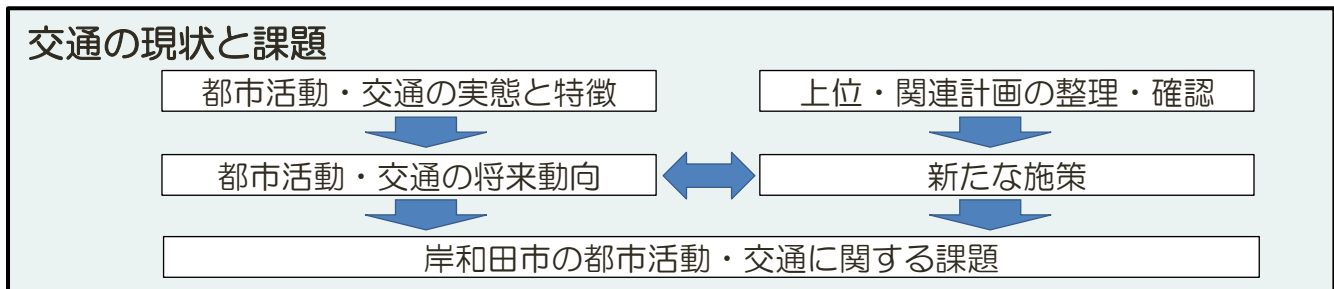 交通の現状と課題
都市活動・交通の実態と特徴
上位・関連計画の整理・確認
都市活動・交通の将来動向
新たな施策
岸和田市の都市活動・交通に関する課題